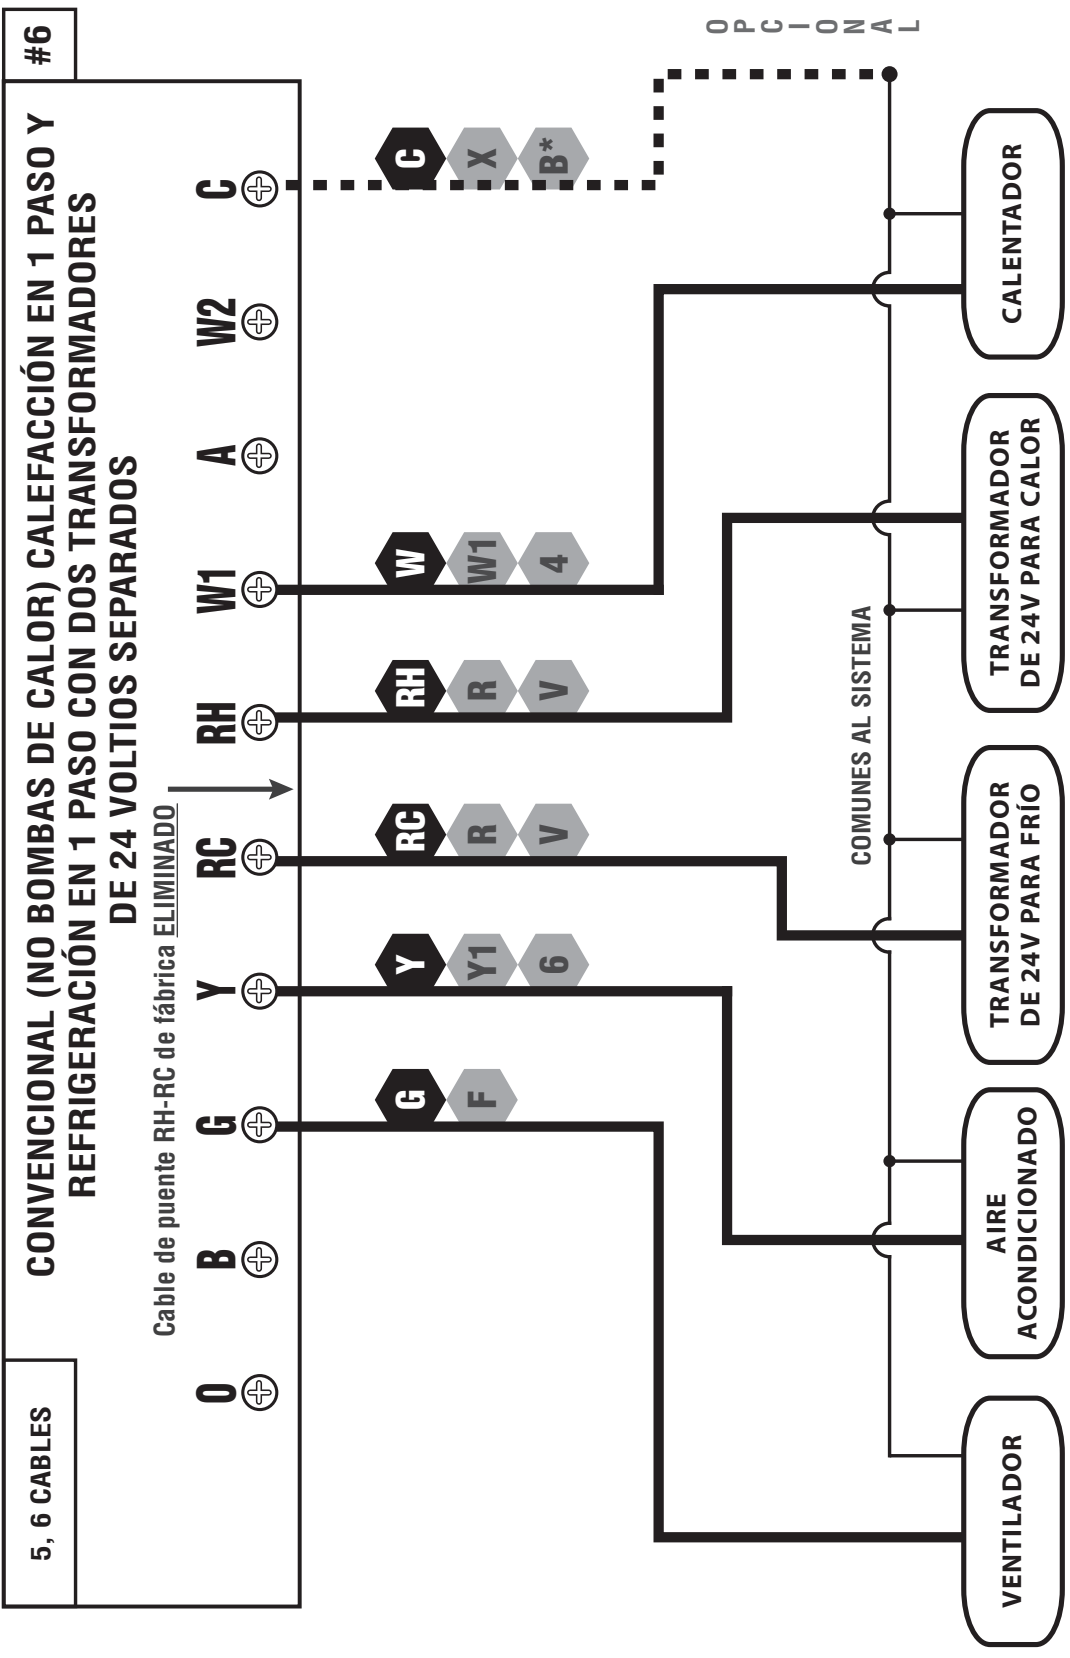 5, 6 CABLES
CONVENCIONAL (NO BOMBAS DE CALOR) CALEFACCIÓN EN 1 PASO Y
REFRIGERACIÓN EN 1 PASO CON DOS TRANSFORMADORES
DE 24 VOLTIOS SEPARADOS
#6
Cable de puente RH-RC de fábrica ELIMINADO
O B G Y RC RH W1 A W2 C
G Y RC RH W C
F Y1 R R W1 X
6 V V 4 B*
OPCIONAL
COMUNES AL SISTEMA
VENTILADOR
AIRE
ACONDICIONADO
TRANSFORMADOR
DE 24V PARA FRÍO
TRANSFORMADOR
DE 24V PARA CALOR
CALENTADOR